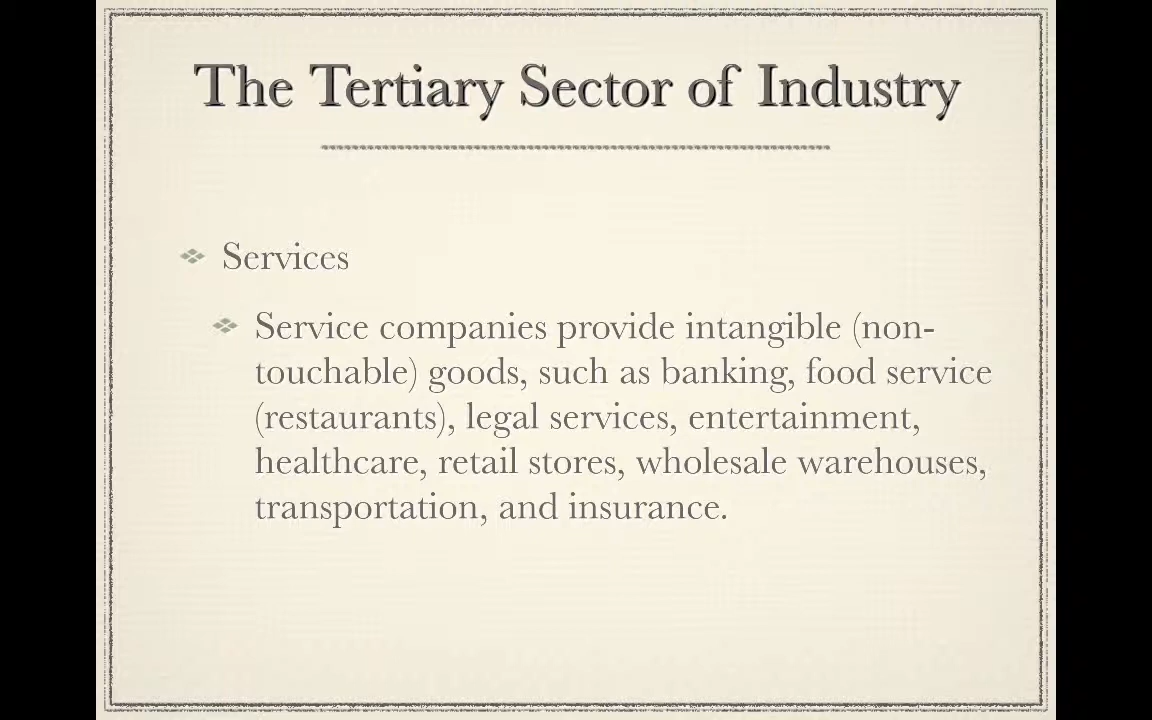 The Tertiary Sector of Industry
Services
Service companies provide intangible (non-
touchable) goods, such as banking, food service
(restaurants), legal services, entertainment,
healthcare, retail stores, wholesale warehouses,
transportation, and insurance.